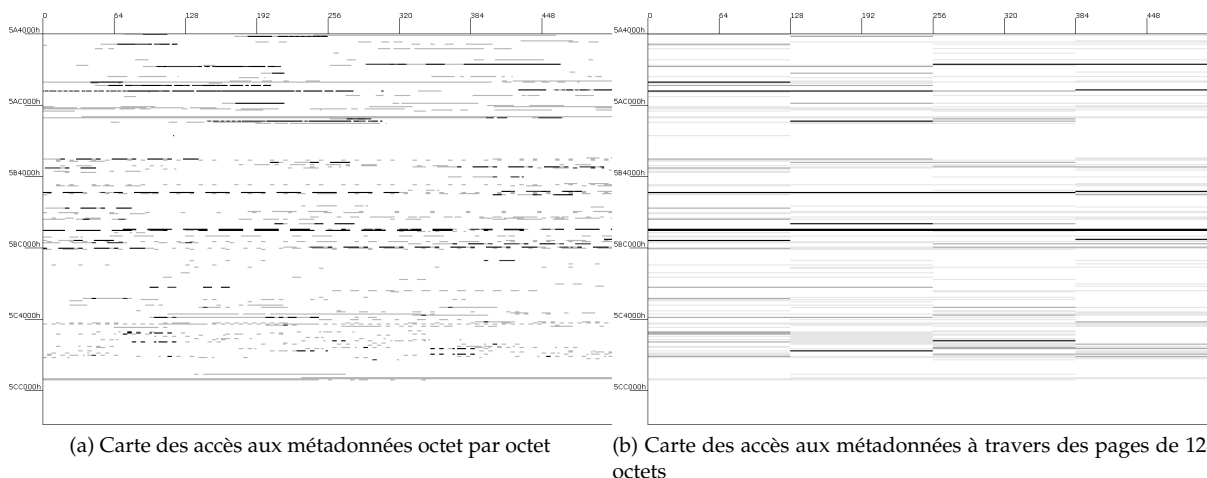 0 64 128 192 256 320 384 448
5A4000h
5AC000h
5B4000h
5BC000h
5C4000h
5CC000h
(a) Carte des accès aux métadonnées octet par octet
0 64 128 192 256 320 384 448
5A4000h
5AC000h
5B4000h
5BC000h
5C4000h
5CC000h
(b) Carte des accès aux métadonnées à travers des pages de 12
octets